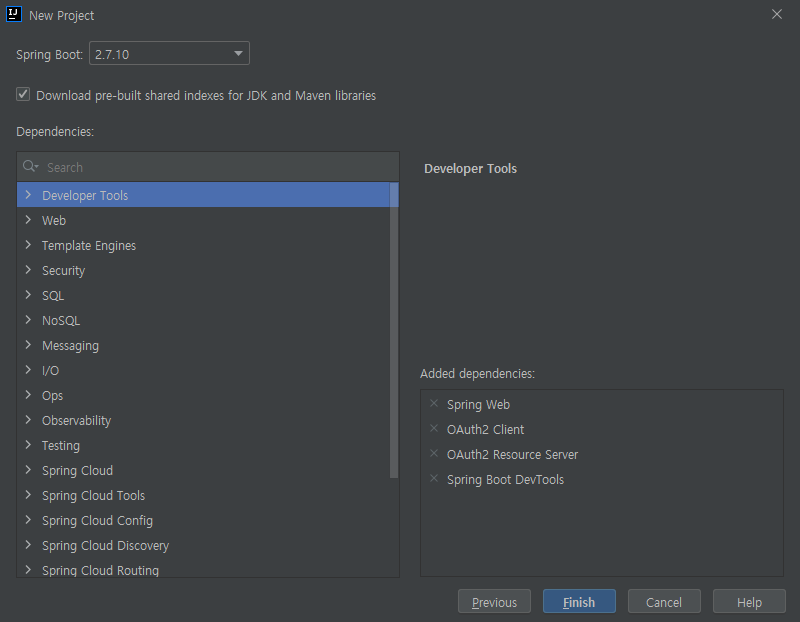 IJ New Project
Spring Boot: 2.7.10
Download pre-built shared indexes for JDK and Maven libraries
Dependencies:
Search
Developer Tools
Web
Template Engines
Security
SQL
NoSQL
Messaging
I/O
Ops
Observability
Testing
Spring Cloud
Spring Cloud Tools
Spring Cloud Config
Spring Cloud Discovery
Spring Cloud Routing
Developer Tools
Added dependencies:
Spring Web
OAuth2 Client
OAuth2 Resource Server
Spring Boot DevTools
Previous Finish Cancel Help